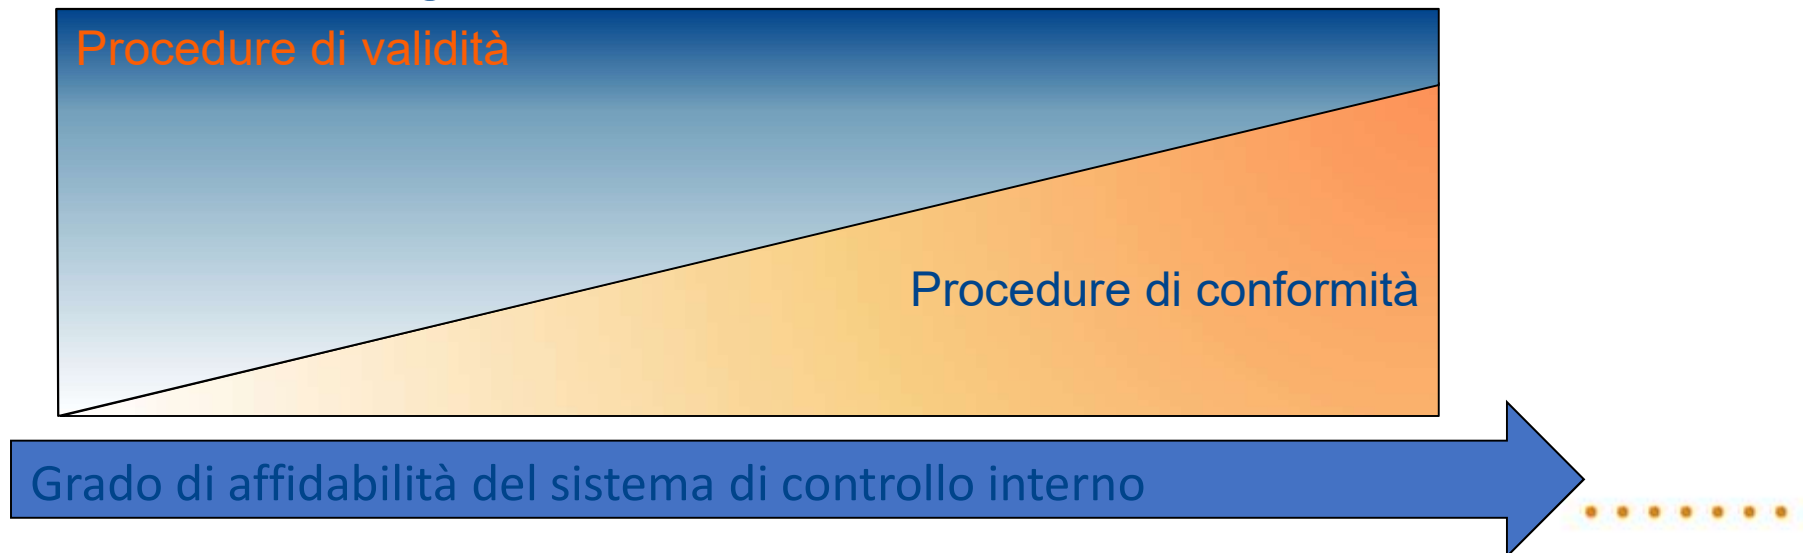 Procedure di validità
Procedure di conformità
Grado di affidabilità del sistema di controllo interno